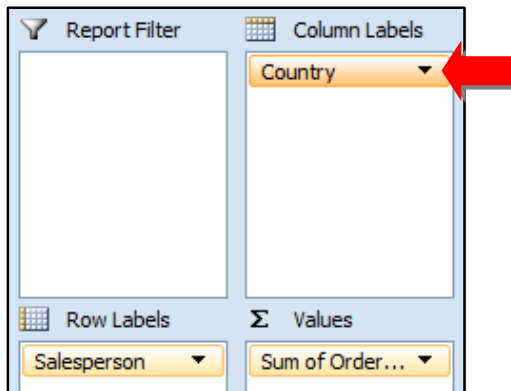 Report Filter
Column Labels
Country
Row Labels
Σ Values
Salesperson
Sum of Order...